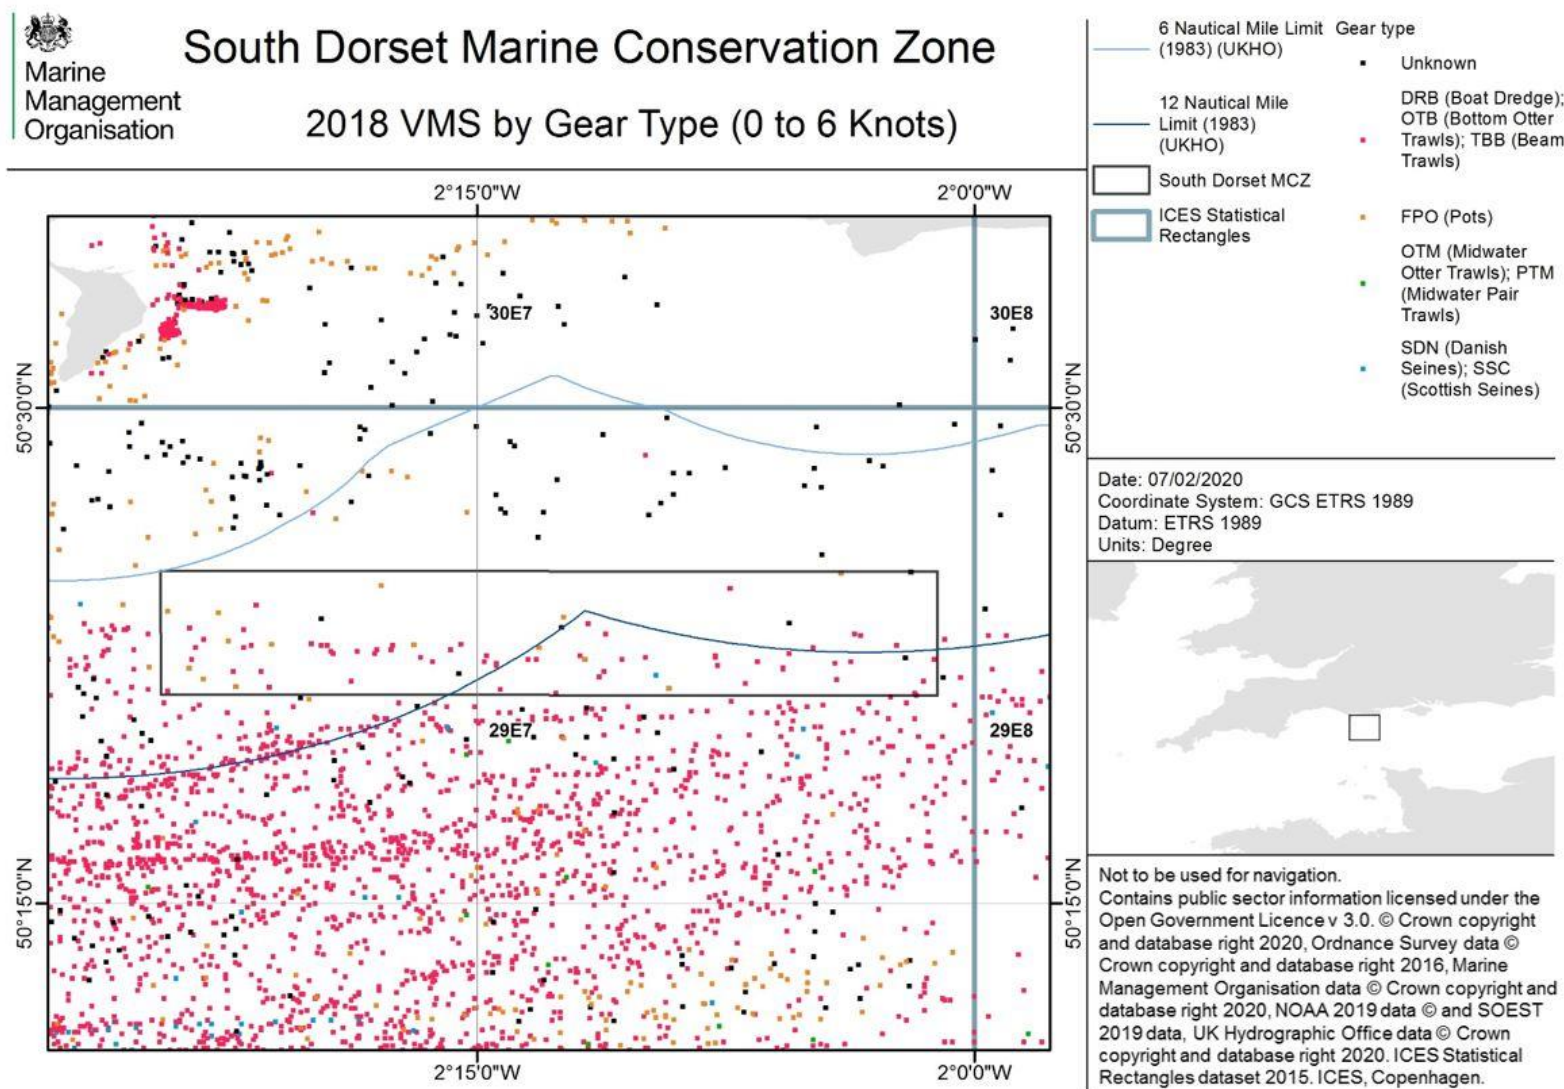 Marine
Management
Organisation
South Dorset Marine Conservation Zone
2018 VMS by Gear Type (0 to 6 Knots)
2°15'0"W
2°0'0"W
50°30'0"N
50°30'0"N
50°15'0"N
50°15'0"N
30E7
30E8
29E7
29E8
6 Nautical Mile Limit
(1983) (UKHO)
12 Nautical Mile
Limit (1983)
(UKHO)
South Dorset MCZ
ICES Statistical
Rectangles
Gear type
Unknown
DRB (Boat Dredge);
OTB (Bottom Otter
Trawls); TBB (Beam
Trawls)
FPO (Pots)
OTM (Midwater
Otter Trawls); PTM
(Midwater Pair
Trawls)
SDN (Danish
Seines); SSC
(Scottish Seines)
Date: 07/02/2020
Coordinate System: GCS ETRS 1989
Datum: ETRS 1989
Units: Degree
Not to be used for navigation.
Contains public sector information licensed under the
Open Government Licence v 3.0. © Crown copyright
and database right 2020, Ordnance Survey data ©
Crown copyright and database right 2016, Marine
Management Organisation data © Crown copyright and
database right 2020, NOAA 2019 data © and SOEST
2019 data, UK Hydrographic Office data © Crown
copyright and database right 2020. ICES Statistical
Rectangles dataset 2015. ICES, Copenhagen.
2°15'0"W
2°0'0"W